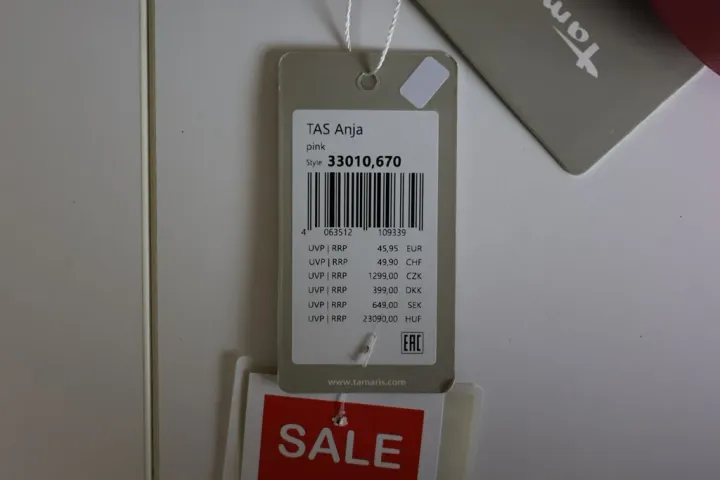 Tam
TAS Anja
pink
Style 33010,670
4 063512 109339
UVP | RRP 45,95 EUR
UVP | RRP 49,90 CHF
UVP | RRP 1299,00 CZK
UVP | RRP 399,00 DKK
UVP | RRP 649,00 SEK
UVP | RRP 23090,00 HUF
EAC
www.tamaris.com
SALE